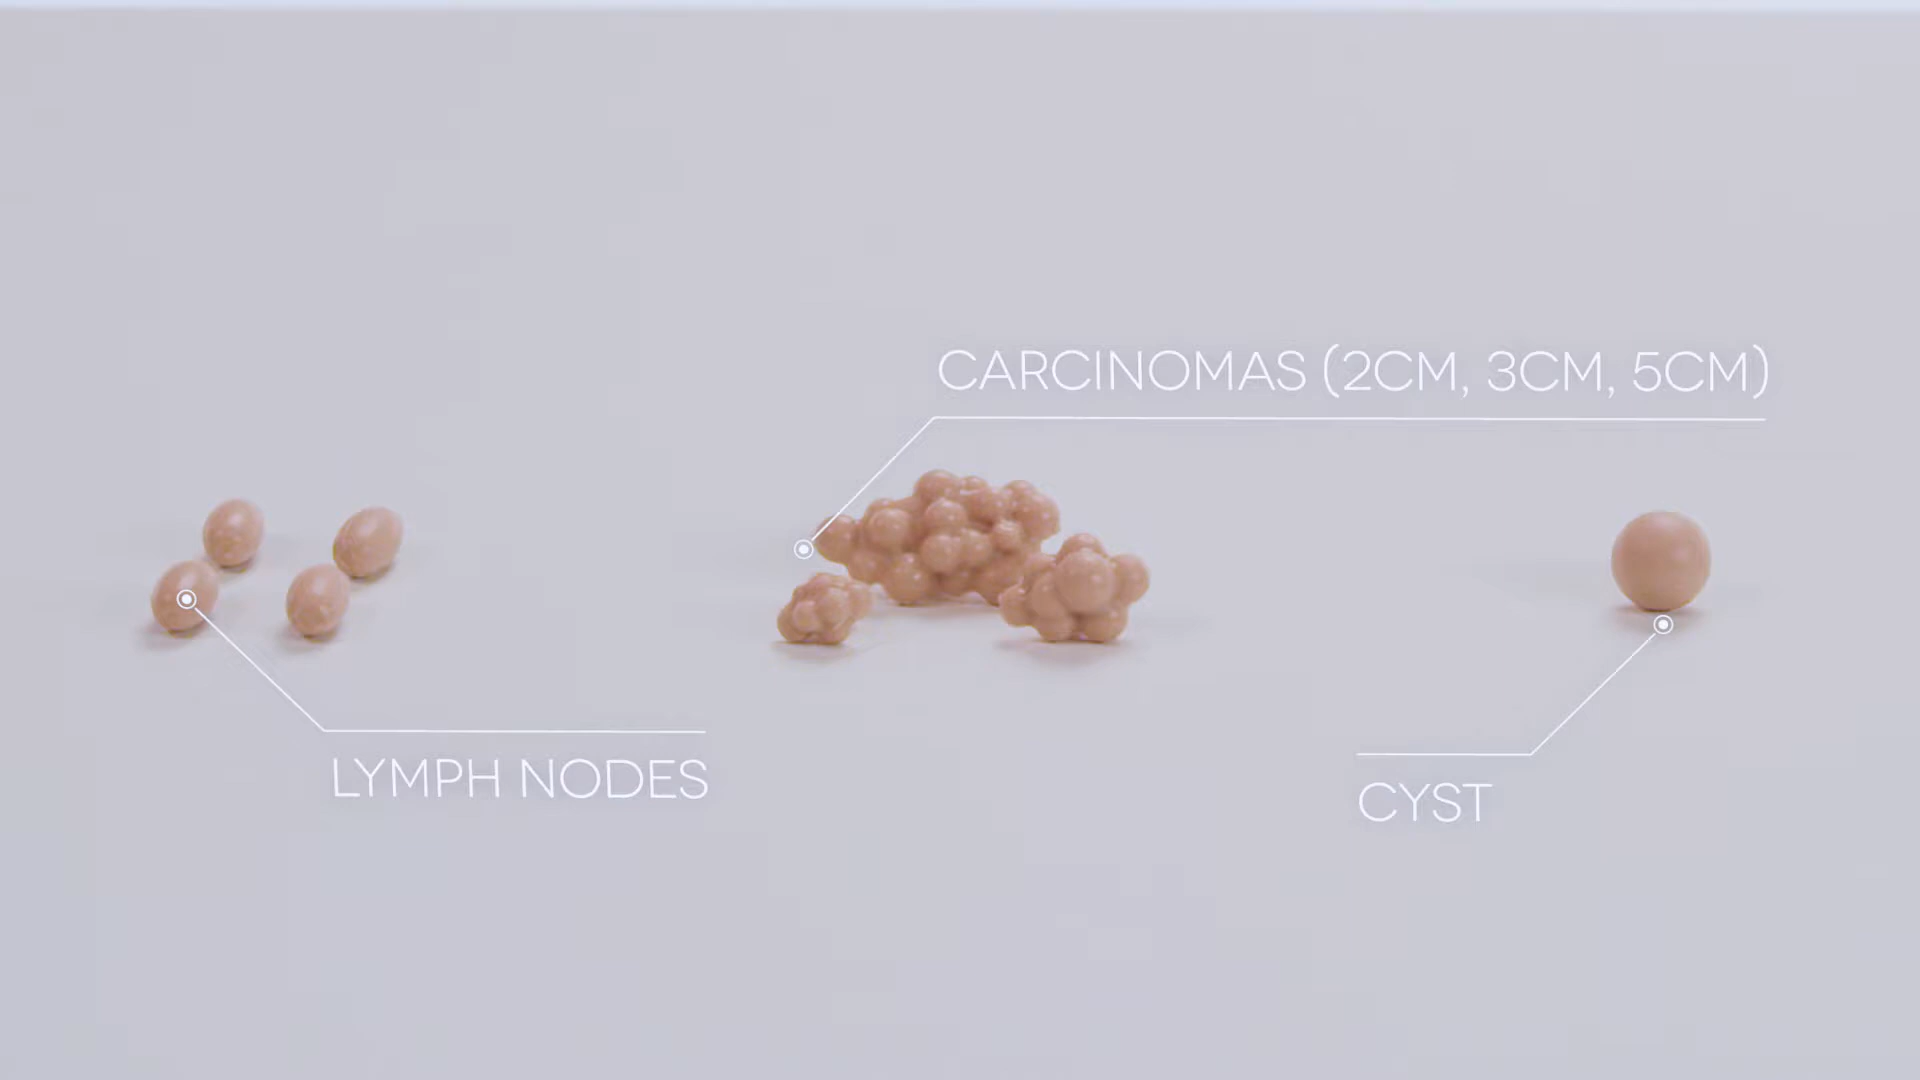 CARCINOMAS (2CM, 3CM, 5CM)
LYMPH NODES
CYST